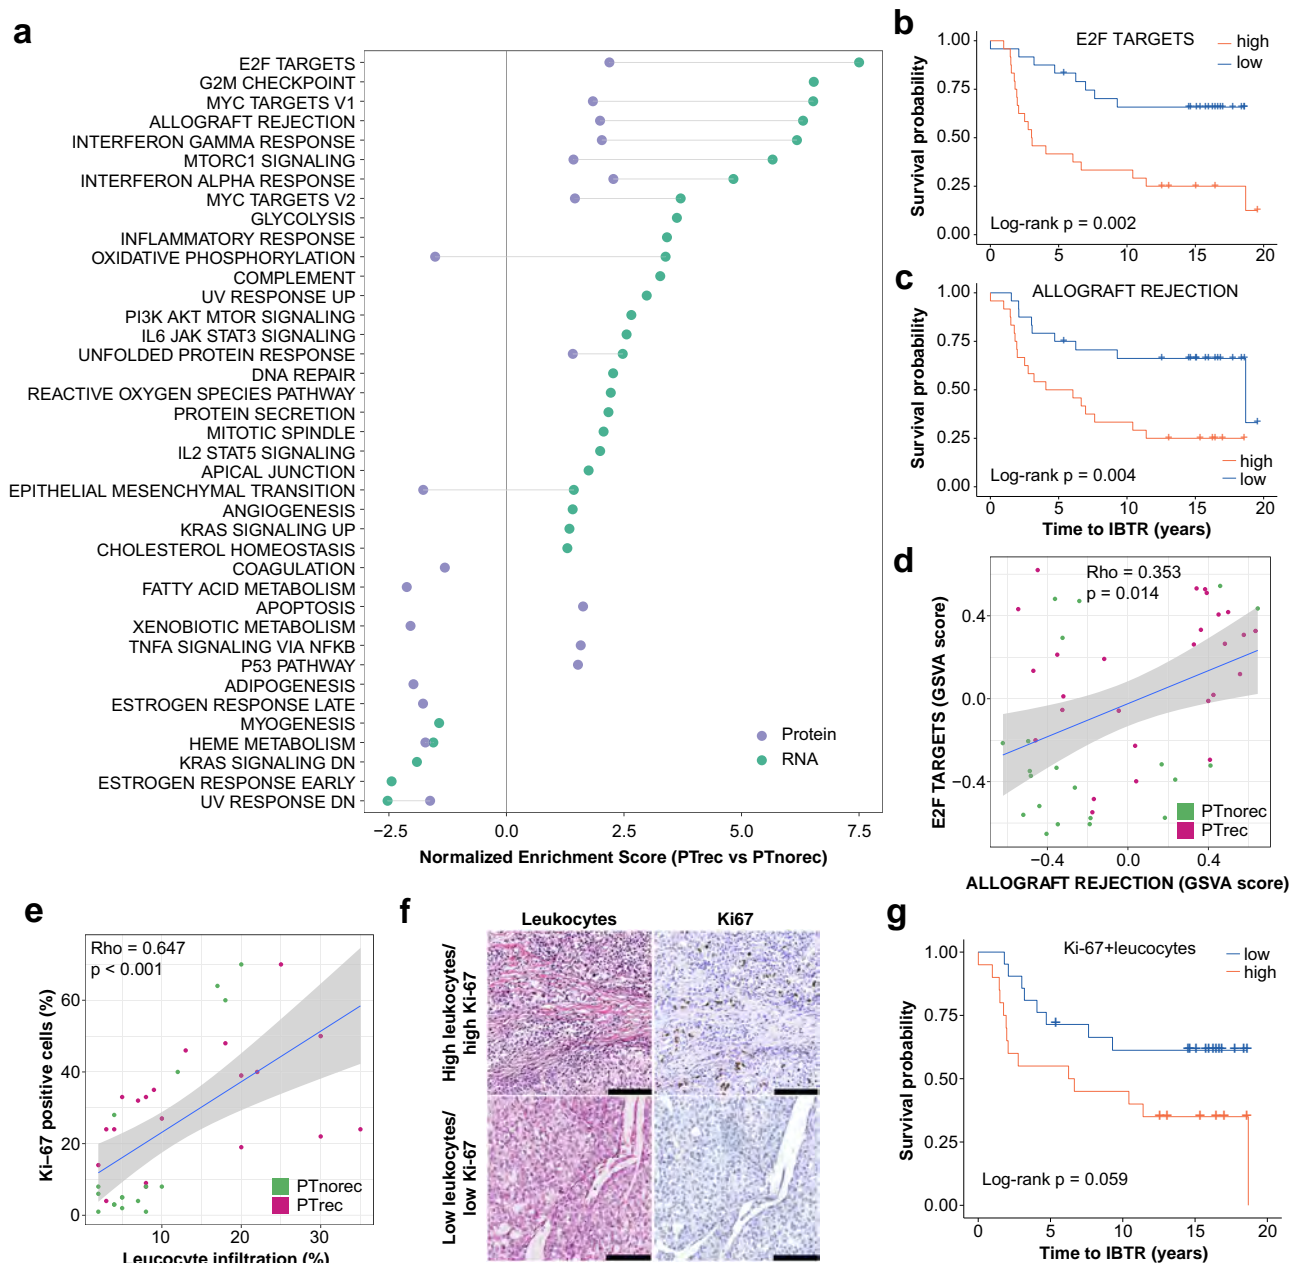 a
E2F TARGETS
G2M CHECKPOINT
MYC TARGETS V1
ALLOGRAFT REJECTION
INTERFERON GAMMA RESPONSE
MTORC1 SIGNALING
INTERFERON ALPHA RESPONSE
MYC TARGETS V2
GLYCOLYSIS
INFLAMMATORY RESPONSE
OXIDATIVE PHOSPHORYLATION
COMPLEMENT
UV RESPONSE UP
PI3K AKT MTOR SIGNALING
IL6 JAK STAT3 SIGNALING
UNFOLDED PROTEIN RESPONSE
DNA REPAIR
REACTIVE OXYGEN SPECIES PATHWAY
PROTEIN SECRETION
MITOTIC SPINDLE
IL2 STAT5 SIGNALING
APICAL JUNCTION
EPITHELIAL MESENCHYMAL TRANSITION
ANGIOGENESIS
KRAS SIGNALING UP
CHOLESTEROL HOMEOSTASIS
COAGULATION
FATTY ACID METABOLISM
APOPTOSIS
XENOBIOTIC METABOLISM
TNFA SIGNALING VIA NFKB
P53 PATHWAY
ADIPOGENESIS
ESTROGEN RESPONSE LATE
MYOGENESIS
HEME METABOLISM
KRAS SIGNALING DN
ESTROGEN RESPONSE EARLY
UV RESPONSE DN
Protein
RNA
−2.5 0.0 2.5 5.0 7.5
Normalized Enrichment Score (PTrec vs PTnorec)
b
E2F TARGETS
high
low
Survival probability
1.00
0.75
0.50
0.25
0.00
Log-rank p = 0.002
0 5 10 15 20
c
ALLOGRAFT REJECTION
Survival probability
1.00
0.75
0.50
0.25
0.00
high
low
Log-rank p = 0.004
0 5 10 15 20
Time to IBTR (years)
d
Rho = 0.353
p = 0.014
E2F TARGETS (GSVA score)
0.4
0.0
−0.4
PTnorec
PTrec
−0.4 0.0 0.4
ALLOGRAFT REJECTION (GSVA score)
e
Rho = 0.647
p < 0.001
Ki−67 positive cells (%)
60
40
20
0
PTnorec
PTrec
10 20 30
Leucocyte infiltration (%)
f
Leukocytes Ki67
High leukocytes/
high Ki-67
Low leukocytes/
low Ki-67
g
Ki-67+leucocytes
low
high
Survival probability
1.00
0.75
0.50
0.25
0.00
Log-rank p = 0.059
0 5 10 15 20
Time to IBTR (years)